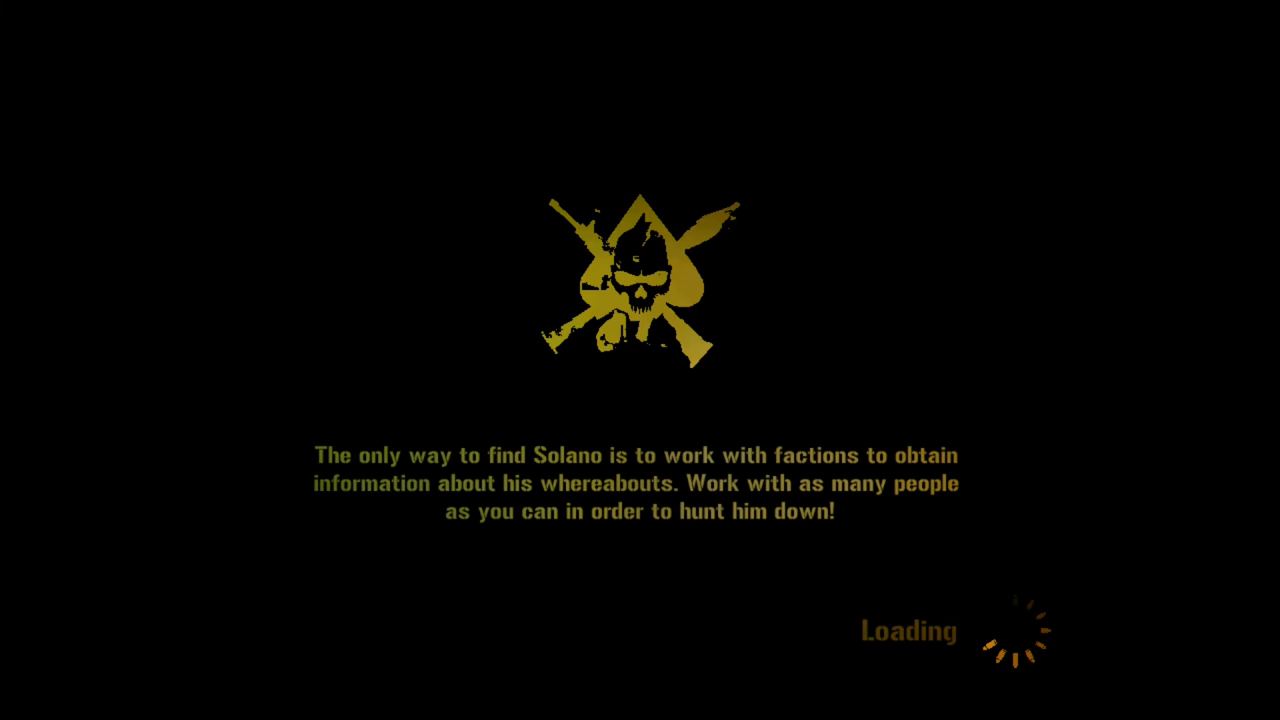 The only way to find Solano is to work with factions to obtain
information about his whereabouts. Work with as many people
as you can in order to hunt him down!
Loading